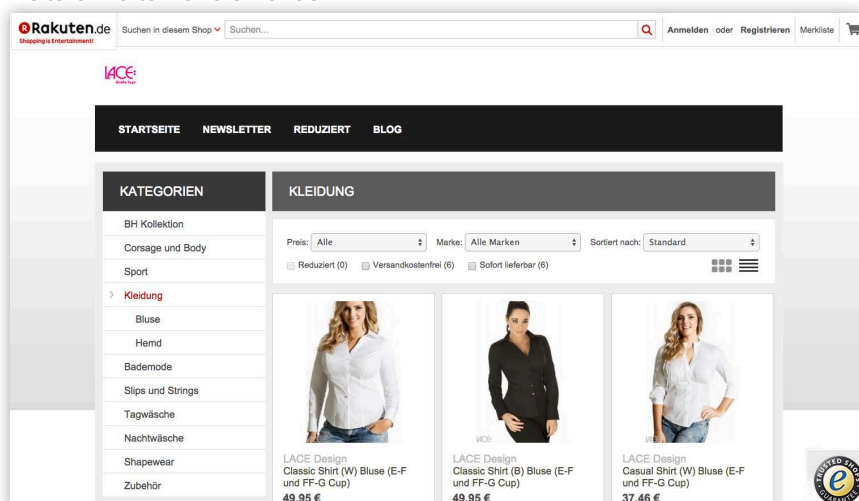 Rakuten.de
Shopping is Entertainment!
Suchen in diesem Shop
Suchen...
Anmelden oder Registrieren
Merkliste
LACE:
STARTSEITE NEWSLETTER REDUZIERT BLOG
KATEGORIEN
BH Kollektion
Corsage und Body
Sport
Kleidung
Bluse
Hemd
Bademode
Slips und Strings
Tagwäsche
Nachtwäsche
Shapewear
Zubehör
KLEIDUNG
Preis: Alle Marke: Alle Marken Sortiert nach: Standard
Reduziert (0) Versandkostenfrei (6) Sofort lieferbar (6)
LACE Design
Classic Shirt (W) Bluse (E-F
und FF-G Cup)
49,95 €
LACE
LACE Design
Classic Shirt (B) Bluse (E-F
und FF-G Cup)
49,95 €
LACE Design
Casual Shirt (W) Bluse (E-F
und FF-G Cup)
37,46 €
TRUSTED SHOPS
GUARANTEE